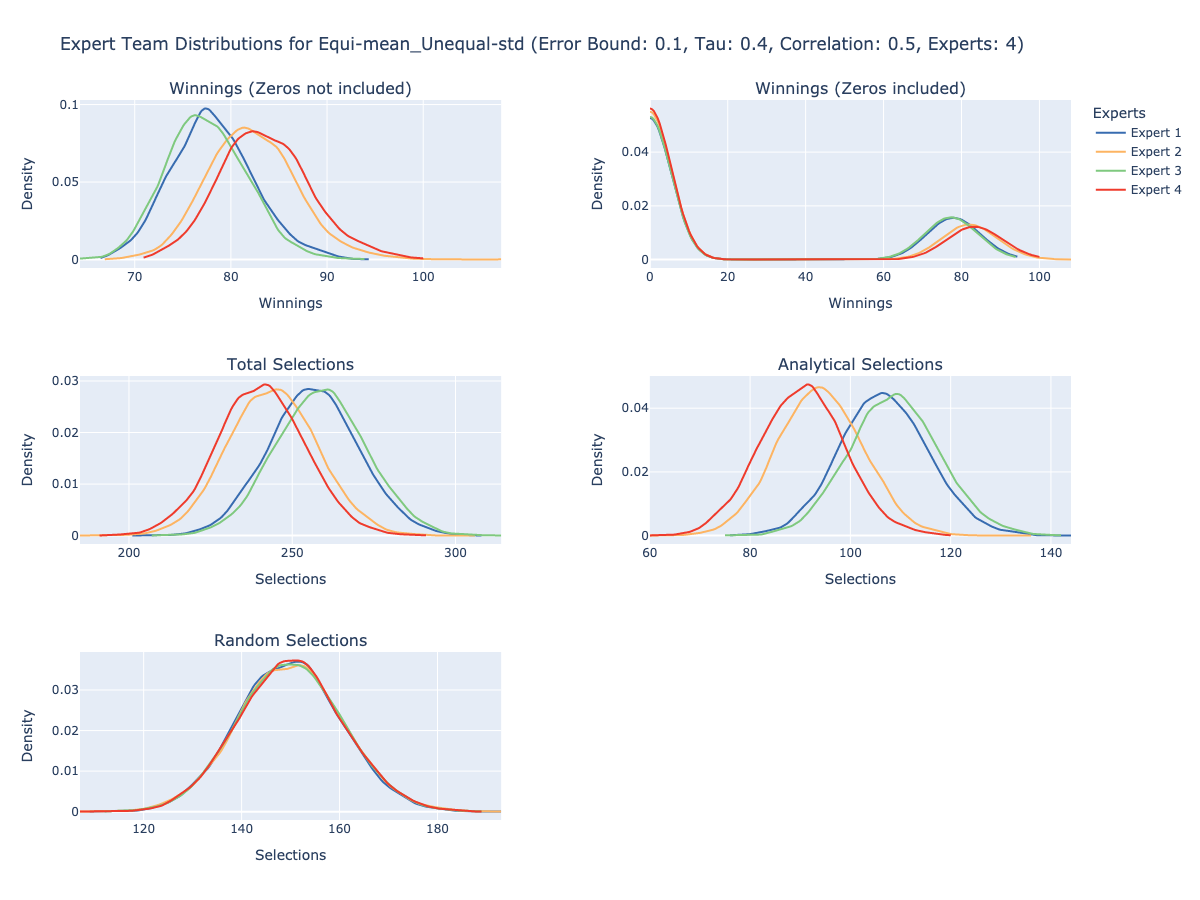 Expert Team Distributions for Equi-mean_Unequal-std (Error Bound: 0.1, Tau: 0.4, Correlation: 0.5, Experts: 4)
Winnings (Zeros not included)
Density
0.1
0.05
0
70 80 90 100
Winnings
Winnings (Zeros included)
Density
0.04
0.02
0
0 20 40 60 80 100
Winnings
Experts
Expert 1
Expert 2
Expert 3
Expert 4
Total Selections
Density
0.03
0.02
0.01
0
200 250 300
Selections
Analytical Selections
Density
0.04
0.02
0
60 80 100 120 140
Selections
Random Selections
Density
0.03
0.02
0.01
0
120 140 160 180
Selections